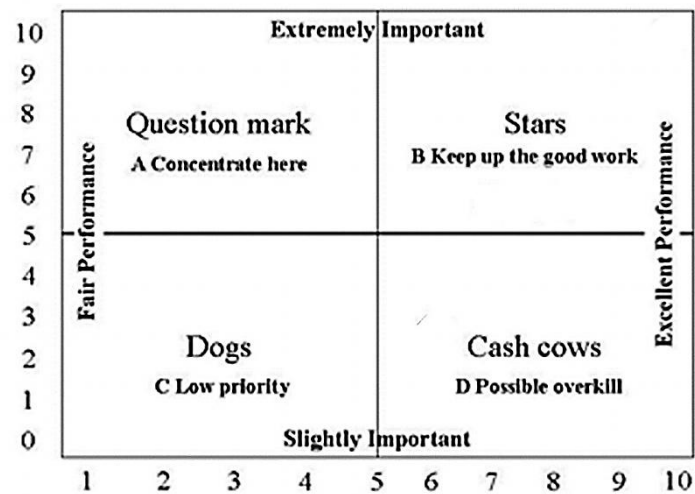 10
Extremely Important
9
8
Question mark
Stars
7
A Concentrate here
B Keep up the good work
6
5
Fair Performance
Excellent Performance
4
3
2
Dogs
Cash cows
1
C Low priority
D Possible overkill
0
Slightly Important
1 2 3 4 5 6 7 8 9 10